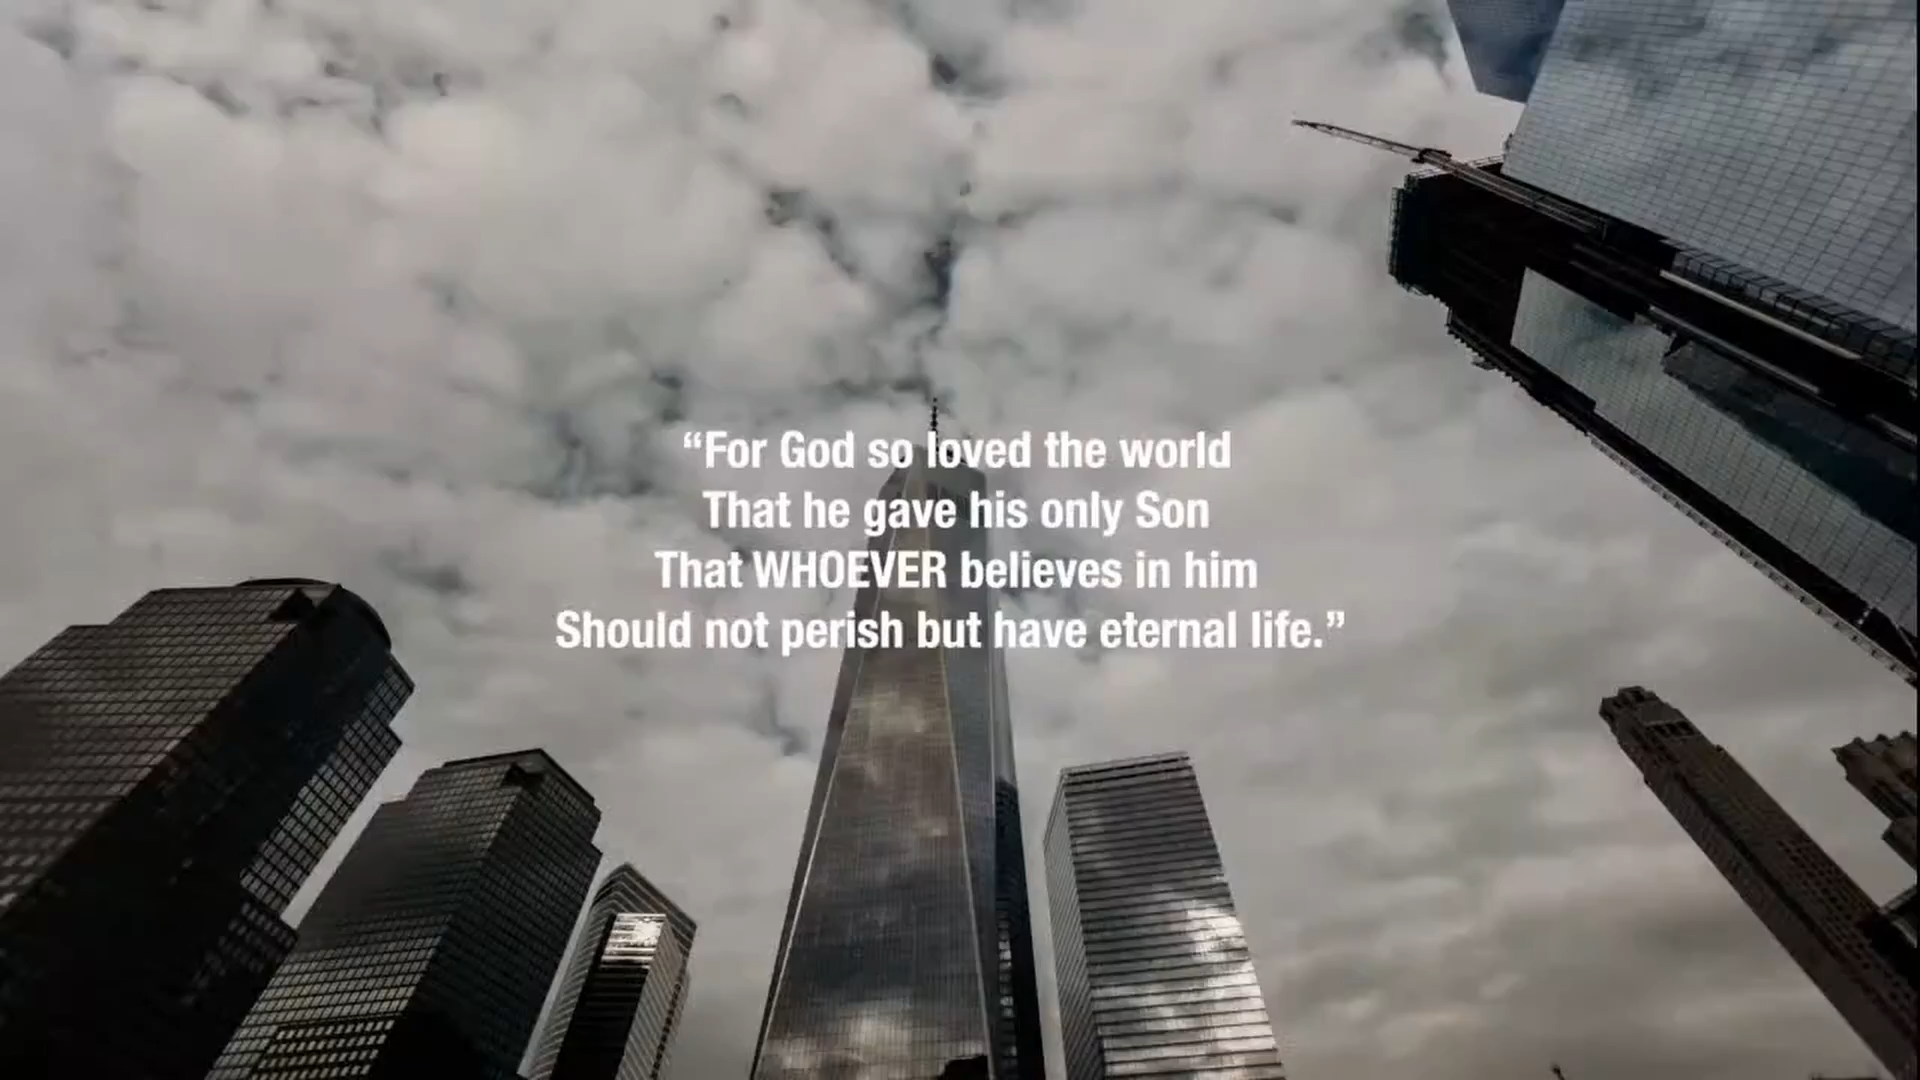 “For God so loved the world
That he gave his only Son
That WHOEVER believes in him
Should not perish but have eternal life.”